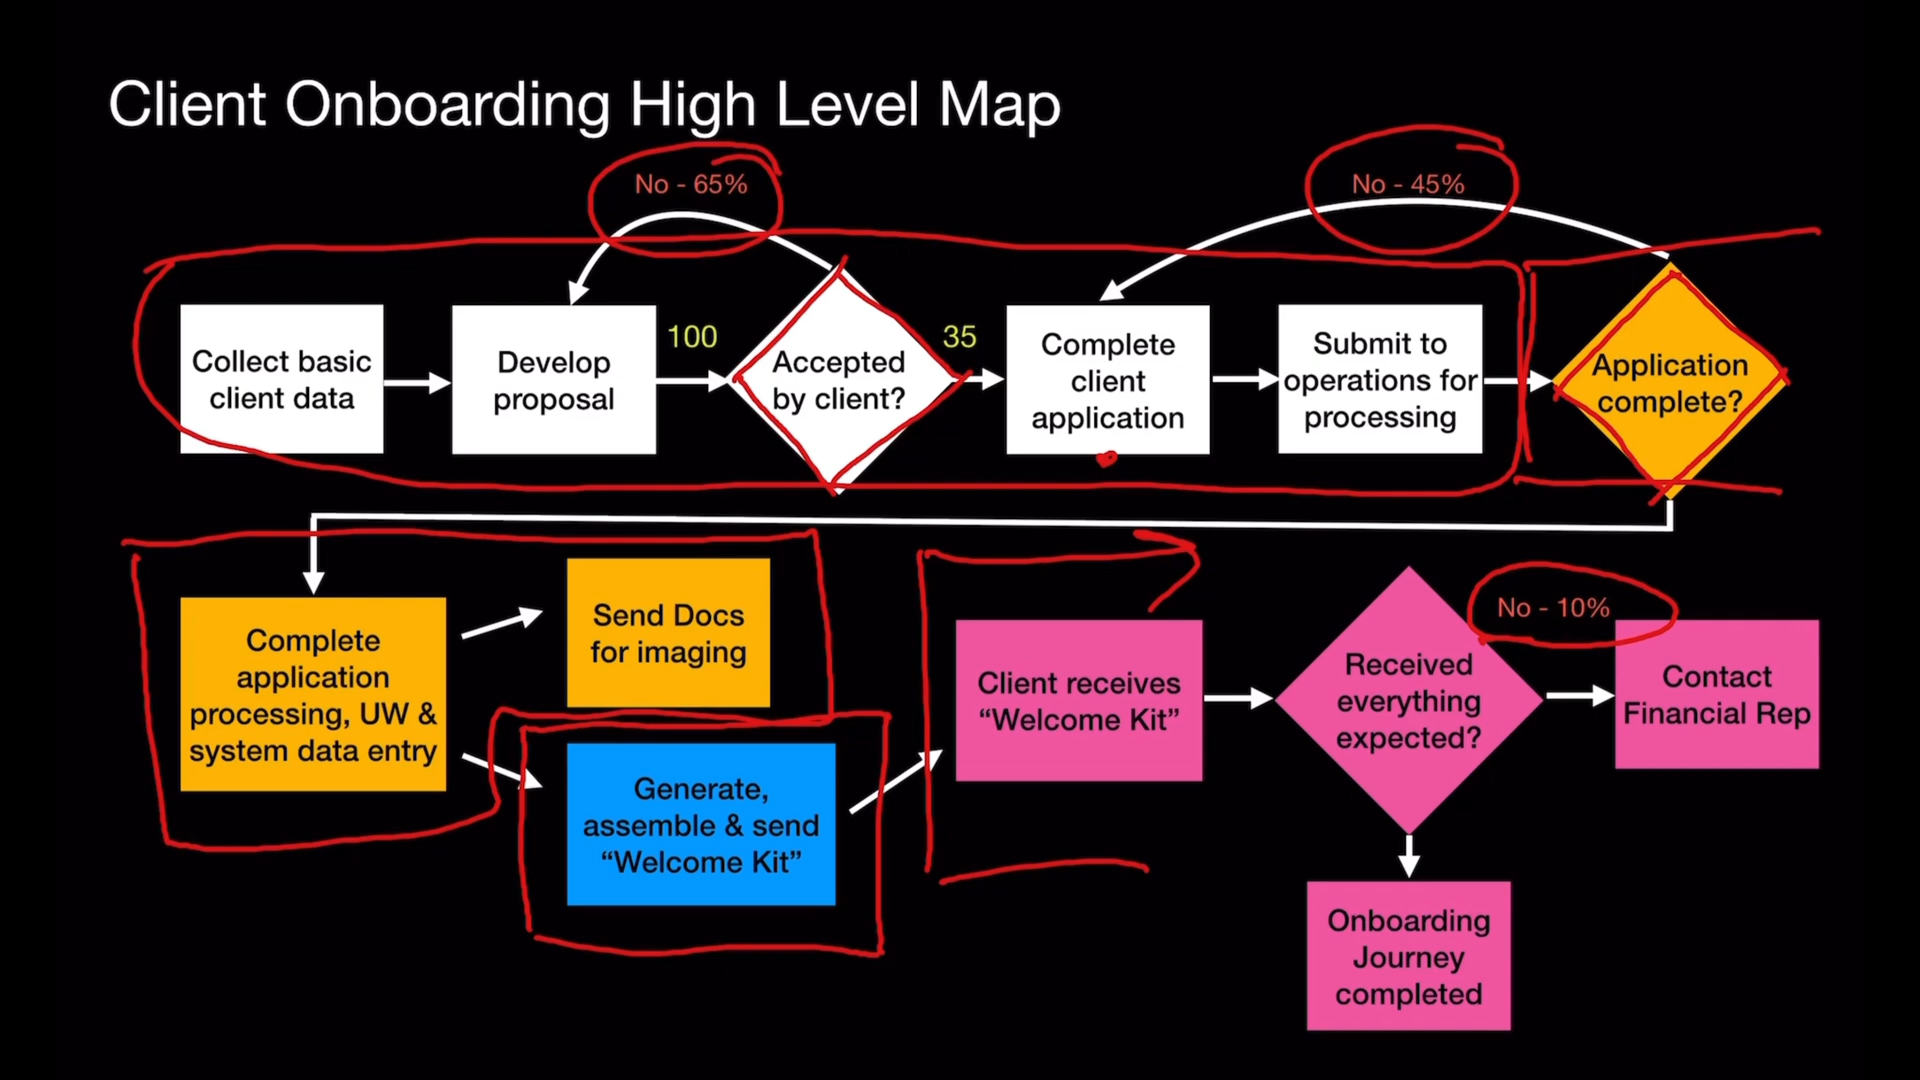 Client Onboarding High Level Map
No - 65%
No - 45%
Collect basic
client data
Develop
proposal
100
Accepted
by client?
35
Complete
client
application
Submit to
operations for
processing
Application
complete?
Complete
application
processing, UW &
system data entry
Send Docs
for imaging
Generate,
assemble & send
“Welcome Kit”
Client receives
“Welcome Kit”
Received
everything
expected?
No - 10%
Contact
Financial Rep
Onboarding
Journey
completed